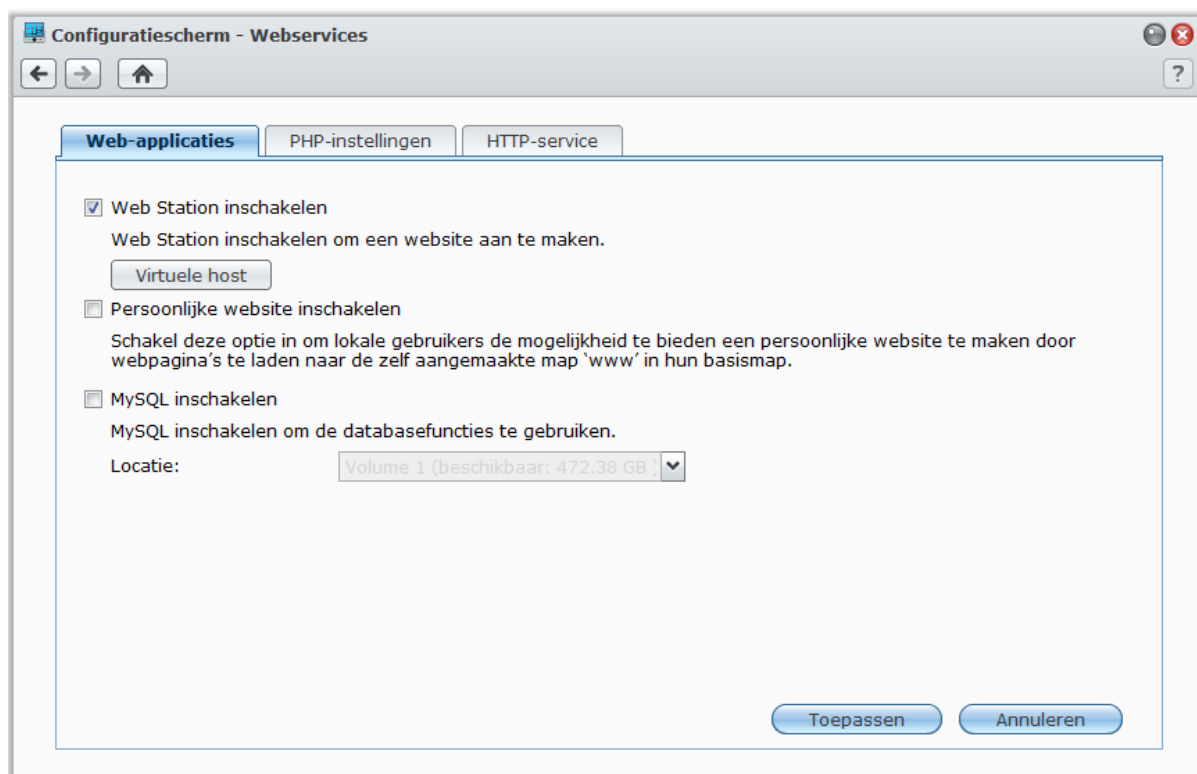 Configuratiescherm - Webservices
?
Web-applicaties
PHP-instellingen
HTTP-service
Web Station inschakelen
Web Station inschakelen om een website aan te maken.
Virtuele host
Persoonlijke website inschakelen
Schakel deze optie in om lokale gebruikers de mogelijkheid te bieden een persoonlijke website te maken door
webpagina's te laden naar de zelf aangemaakte map ‘www’ in hun basismap.
MySQL inschakelen
MySQL inschakelen om de databasefuncties te gebruiken.
Locatie:
Volume 1 (beschikbaar: 472.38 GB )
Toepassen
Annuleren